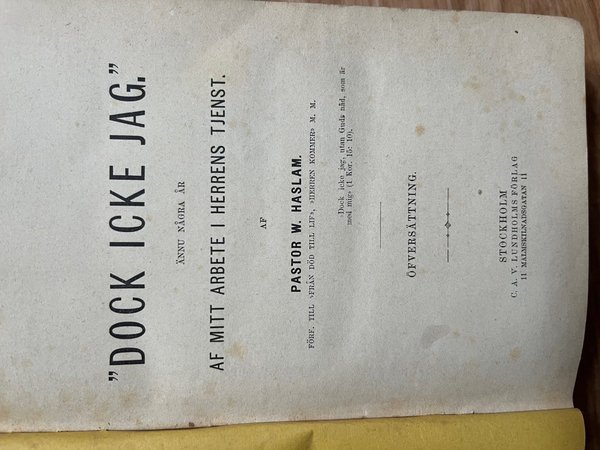 "DOCK ICKE JAG."
ÄNNU NÅGRA ÅR
AF MITT ARBETE I HERRENS TJENST.
AF
PASTOR W. HASLAM.
FÖRF. TILL »FRÅN DÖD TILL LIF», »HERREN KOMMER» M. M.
»Dock icke jag, utan Guds nåd, som är
med mig» (1 Kor. 15: 10).
ÖFVERSÄTTNING.
STOCKHOLM
C. A. V. LUNDHOLMS FÖRLAG
11 MALMSKILNADSGATAN 11